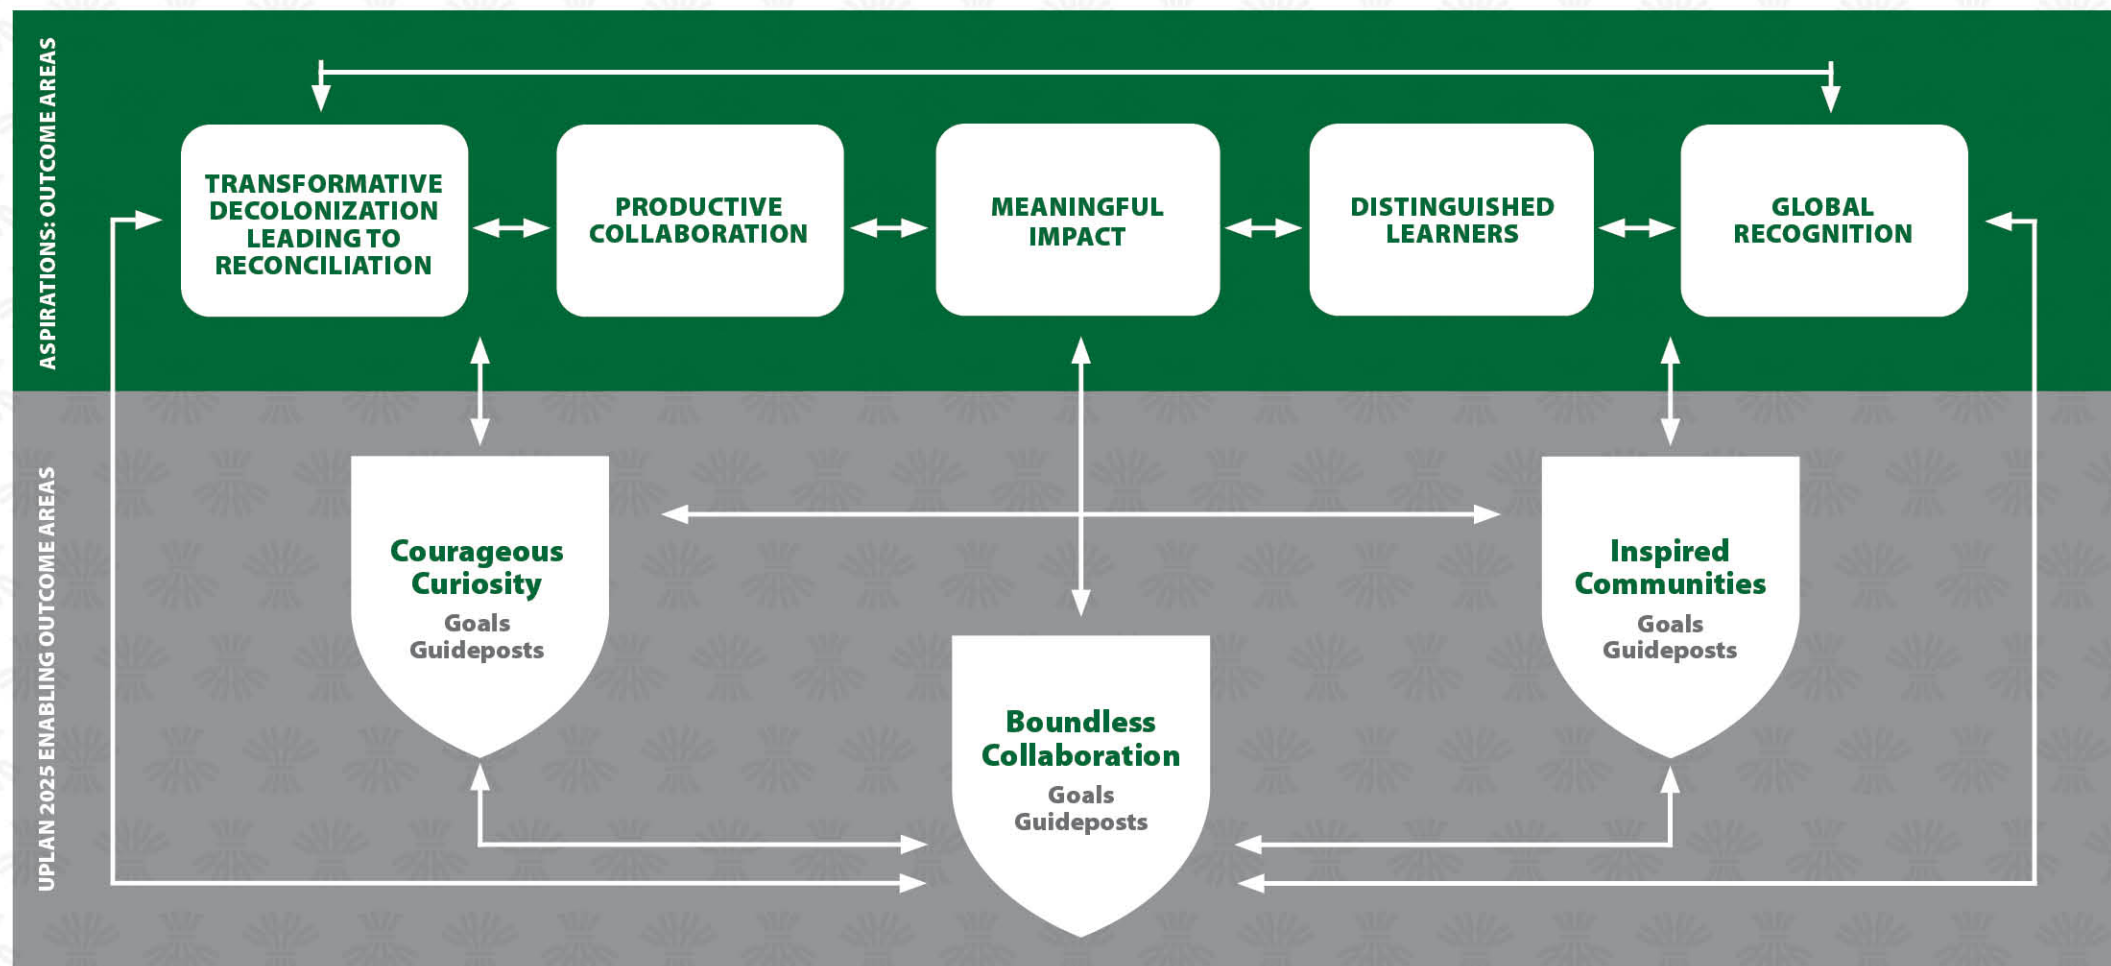 ASPIRATIONS: OUTCOME AREAS
TRANSFORMATIVE
DECOLONIZATION
LEADING TO
RECONCILIATION
PRODUCTIVE
COLLABORATION
MEANINGFUL
IMPACT
DISTINGUISHED
LEARNERS
GLOBAL
RECOGNITION
UPLAN 2025 ENABLING OUTCOME AREAS
Courageous
Curiosity
Goals
Guideposts
Boundless
Collaboration
Goals
Guideposts
Inspired
Communities
Goals
Guideposts